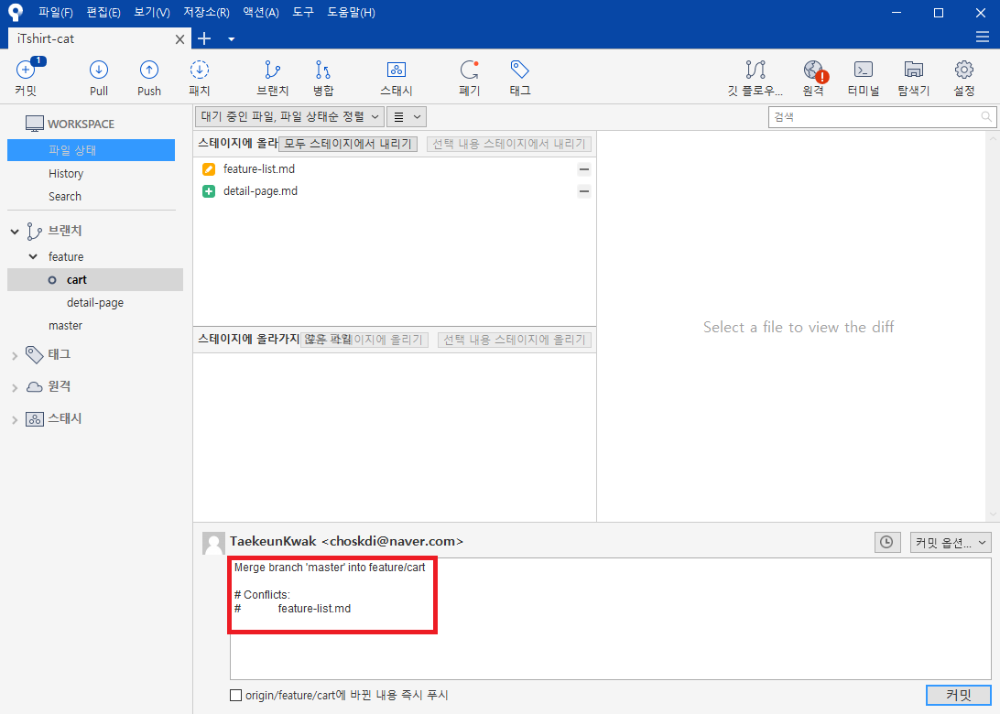 파일(F) 편집(E) 보기(V) 저장소(R) 액션(A) 도구 도움말(H)
iTshirt-cat
1
커밋 Pull Push 패치 브랜치 병합 스태시 폐기 태그 깃 플로우... 원격 터미널 탐색기 설정
WORKSPACE
파일 상태
History
Search
브랜치
feature
cart
detail-page
master
태그
원격
스태시
대기 중인 파일, 파일 상태순 정렬
검색
스테이지에 올라 모두 스테이지에서 내리기 선택 내용 스테이지에서 내리기
feature-list.md
detail-page.md
스테이지에 올라가지 스테이지에 올리기 선택 내용 스테이지에 올리기
Select a file to view the diff
TaekeunKwak <choskdi@naver.com>
커밋 옵션...
Merge branch 'master' into feature/cart
# Conflicts:
# feature-list.md
origin/feature/cart에 바뀐 내용 즉시 푸시
커밋